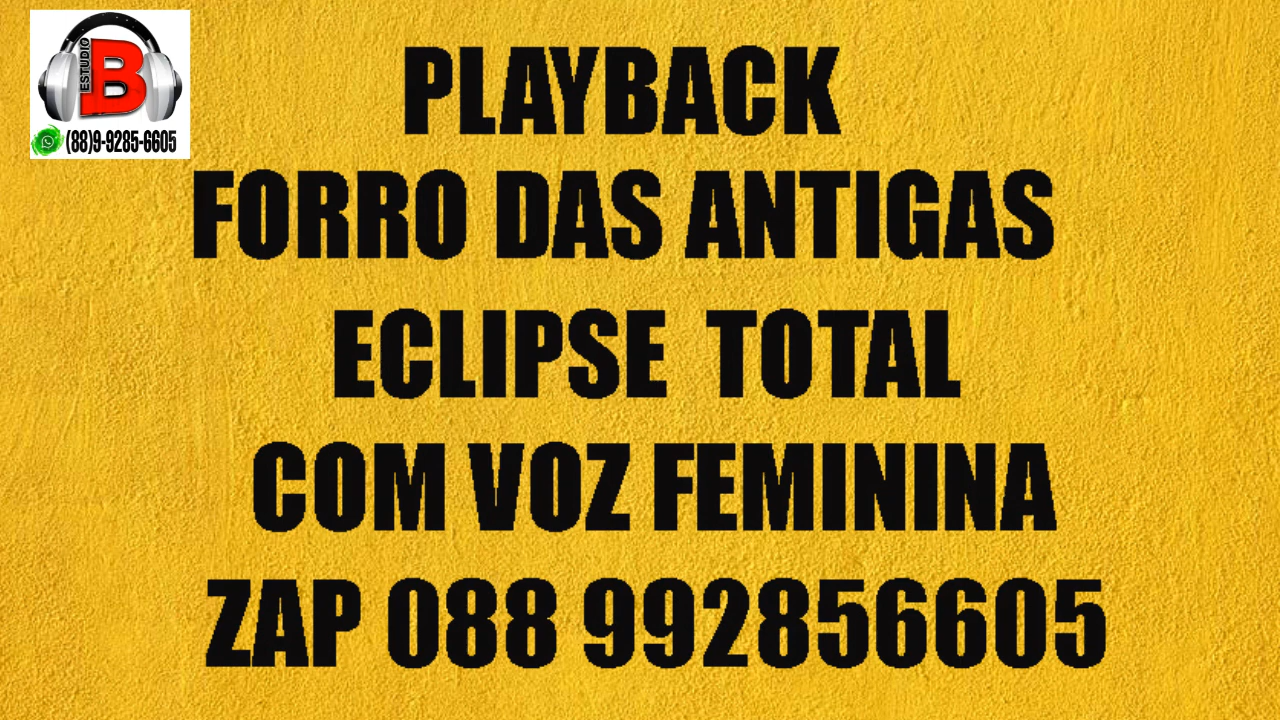 ESTUDIO
B
(88)9-9285-6605
PLAYBACK
FORRO DAS ANTIGAS
ECLIPSE TOTAL
COM VOZ FEMININA
ZAP 088 992856605